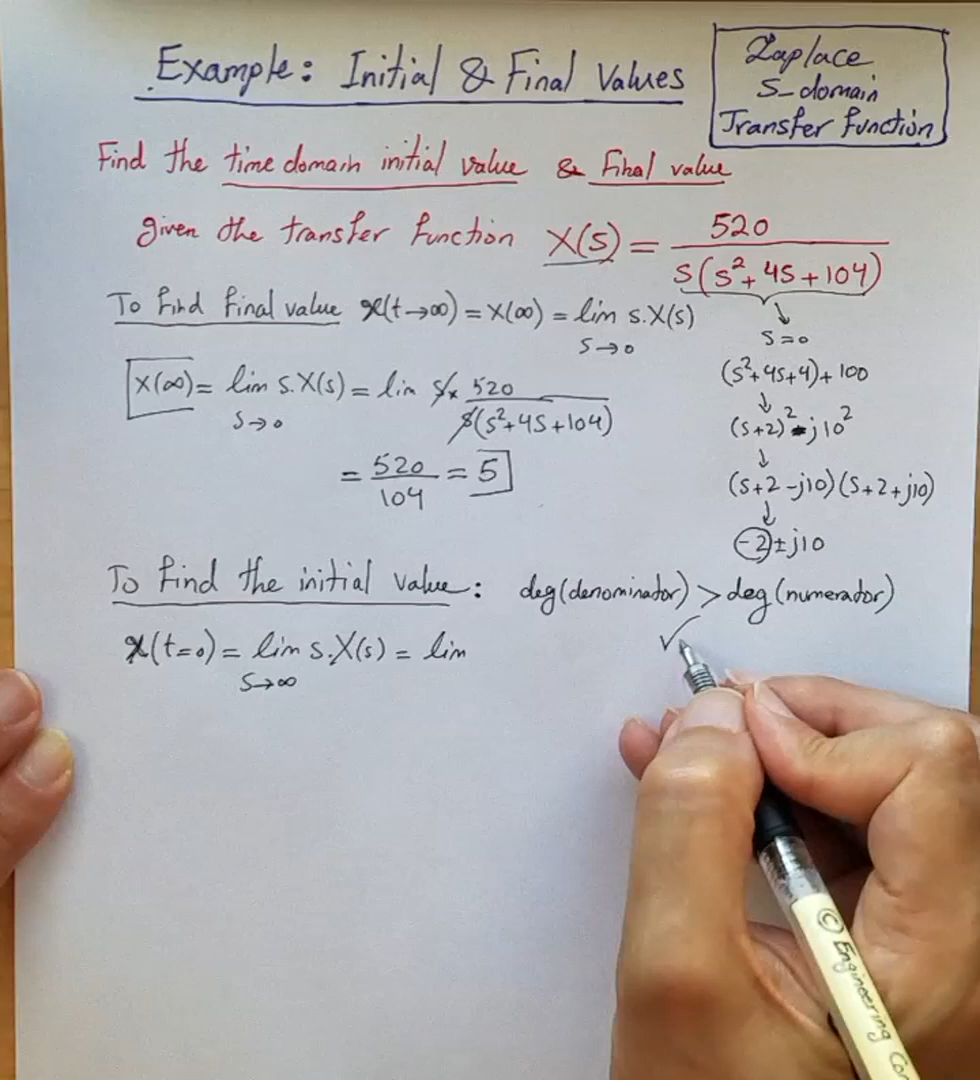 Example: Initial & Final Values
Laplace
S-domain
Transfer function
Find the time domain initial value & Final value
given the transfer function X(s) = 520 / s(s²+4s+104)
To find final value x(t→∞) = x(∞) = lim s.X(s)
s→0
s=0
(s²+4s+4)+100
↓
(s+2)² - j10²
↓
(s+2-j10)(s+2+j10)
↓
-2±j10
x(∞) = lim s.X(s) = lim s × 520 / s(s²+4s+104)
s→0
= 520 / 104 = 5
To find the initial value: deg(denominator) > deg(numerador)
✓
x(t=0) = lim s.X(s) = lim
s→∞
© Engineering